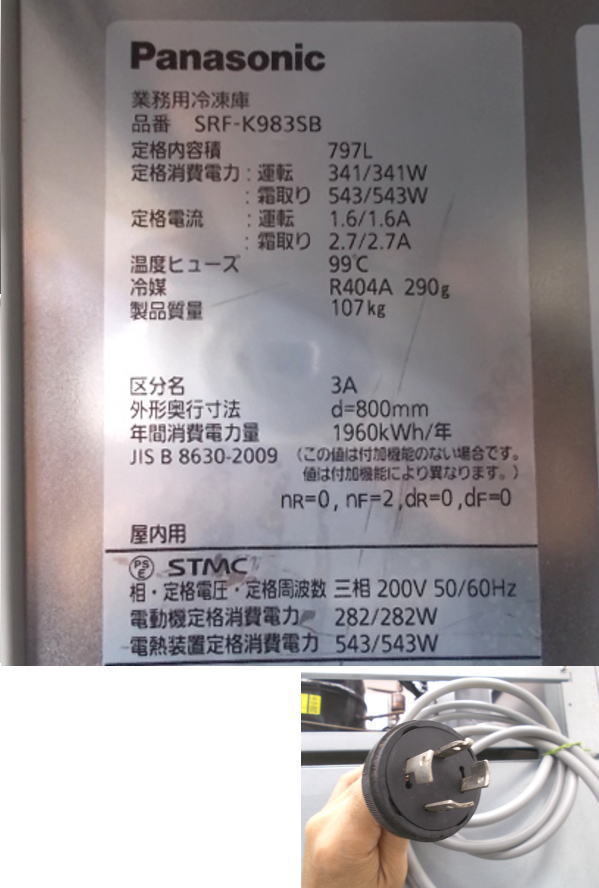 Panasonic
業務用冷凍庫
品番 SRF-K983SB
定格内容積 797L
定格消費電力：運転 341/341W
：霜取り 543/543W
定格電流 ：運転 1.6/1.6A
：霜取り 2.7/2.7A
温度ヒューズ 99℃
冷媒 R404A 290g
製品質量 107kg
区分名 3A
外形奥行寸法 d=800mm
年間消費電力量 1960kWh/年
JIS B 8630-2009 (この値は付加機能のない場合です。
値は付加機能により異なります。)
nR=0, nF=2,dR=0,dF=0
屋内用
PSE STMC
相・定格電圧・定格周波数 三相 200V 50/60Hz
電動機定格消費電力 282/282W
電熱装置定格消費電力 543/543W